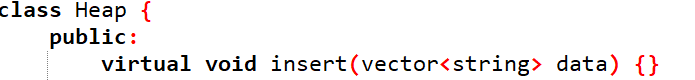 class Heap {
public:
virtual void insert(vector<string> data) {}